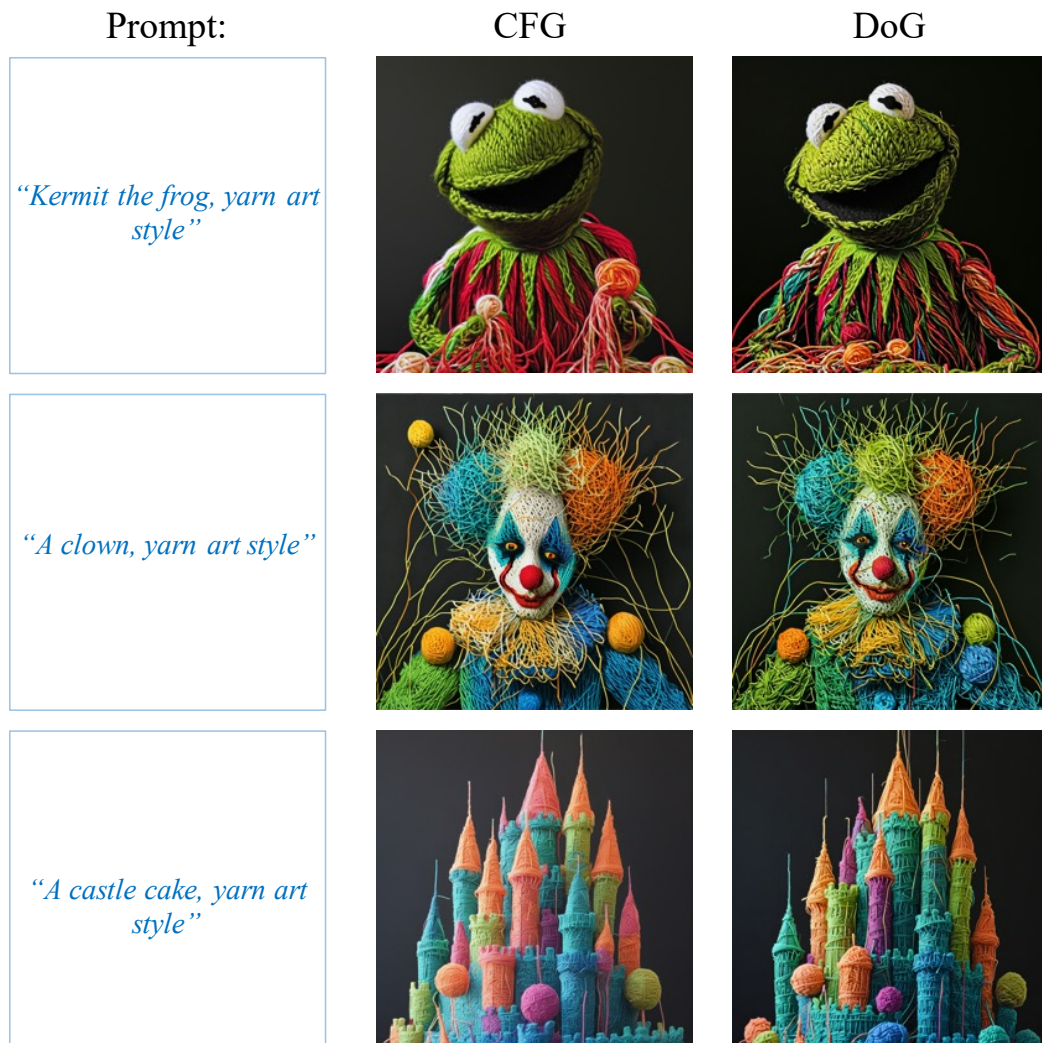 Prompt:
CFG
DoG
“Kermit the frog, yarn art
style”
“A clown, yarn art style”
“A castle cake, yarn art
style”